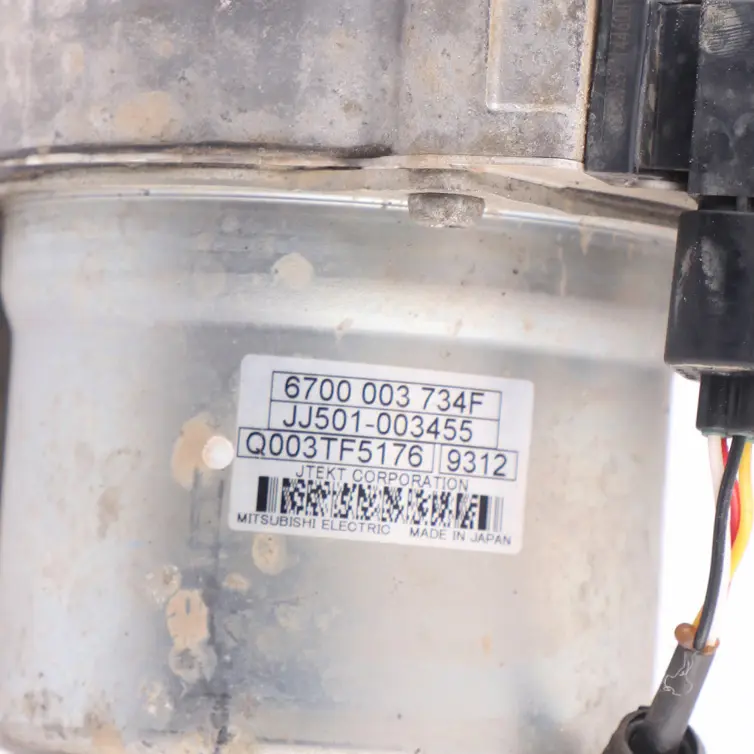 6700 003 734F
JJ501-003455
Q003TF5176 9312
JTEKT CORPORATION
MITSUBISHI ELECTRIC MADE IN JAPAN